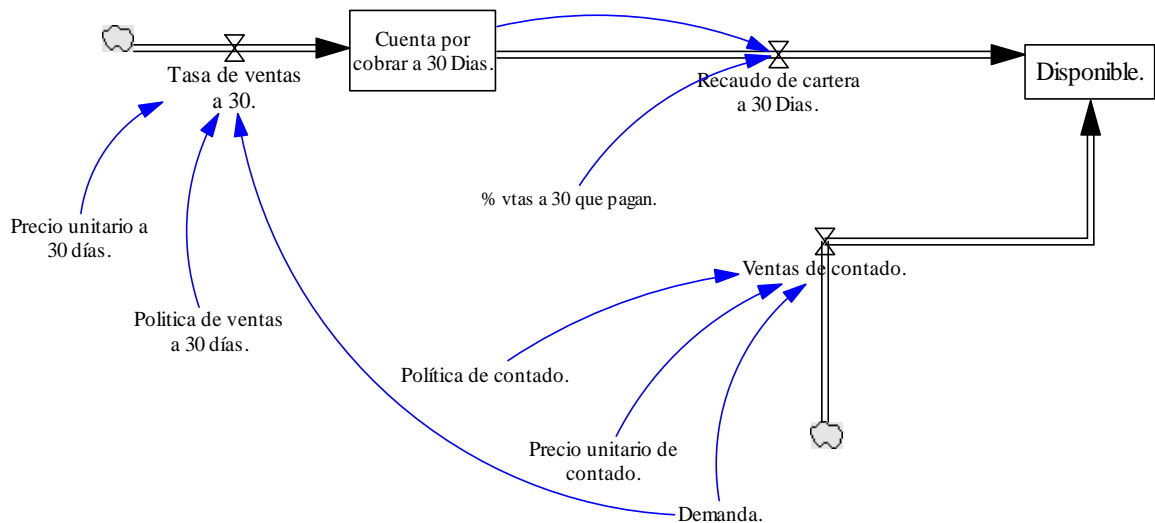 Cuenta por
cobrar a 30 Dias.
Tasa de ventas
a 30.
Recaudo de cartera
a 30 Dias.
Disponible.
% vtas a 30 que pagan.
Precio unitario a
30 días.
Ventas de contado.
Politica de ventas
a 30 días.
Política de contado.
Precio unitario de
contado.
Demanda.